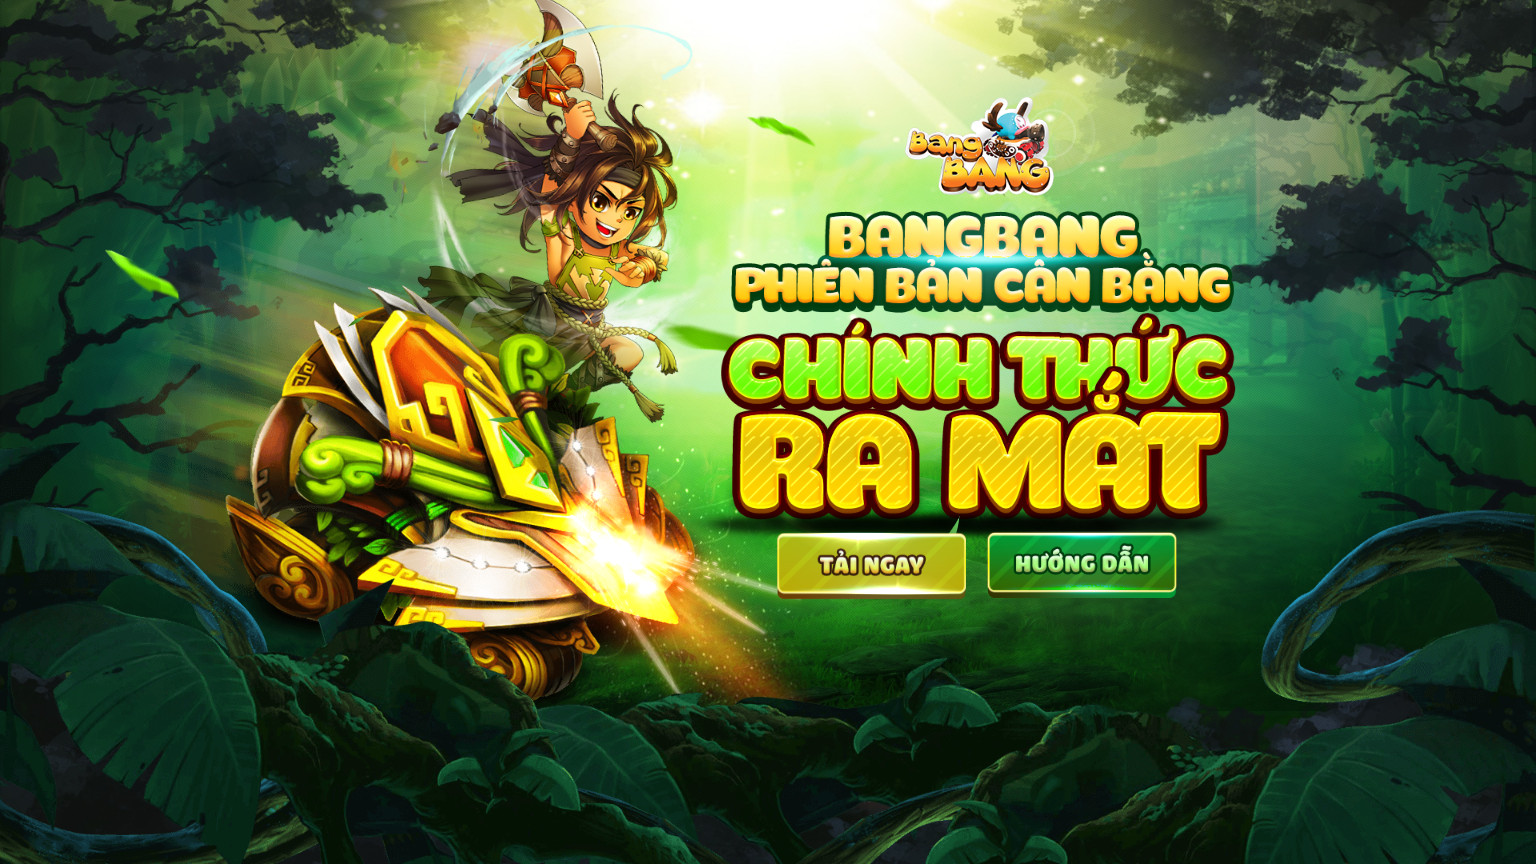 Bang
BANG
BANGBANG
PHIÊN BẢN CÂN BẰNG
CHÍNH THỨC
RA MẮT
TẢI NGAY
HƯỚNG DẪN